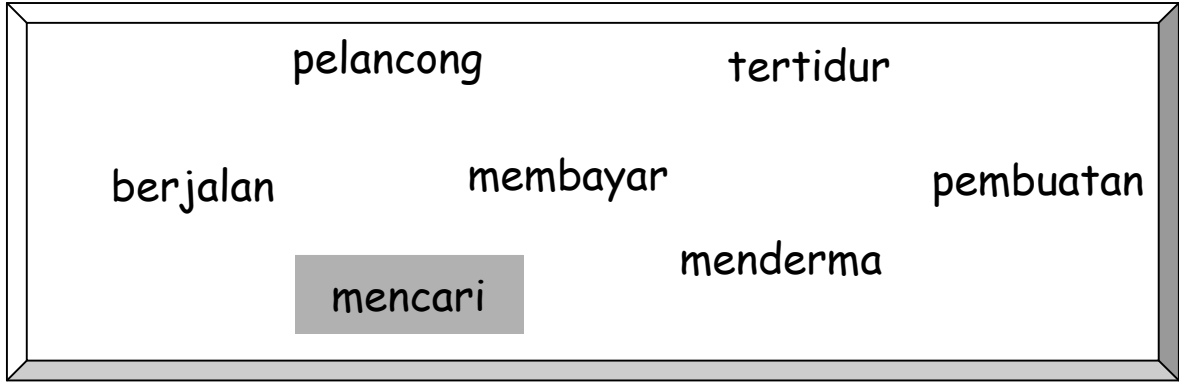 pelancong
tertidur
berjalan
membayar
pembuatan
menderma
mencari